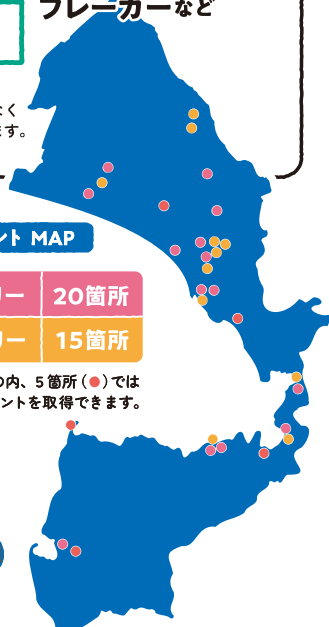 ブレーカーなど
なく
ます。
ント MAP
リー 20箇所
リー 15箇所
の内、5箇所（●）では
ントを取得できます。